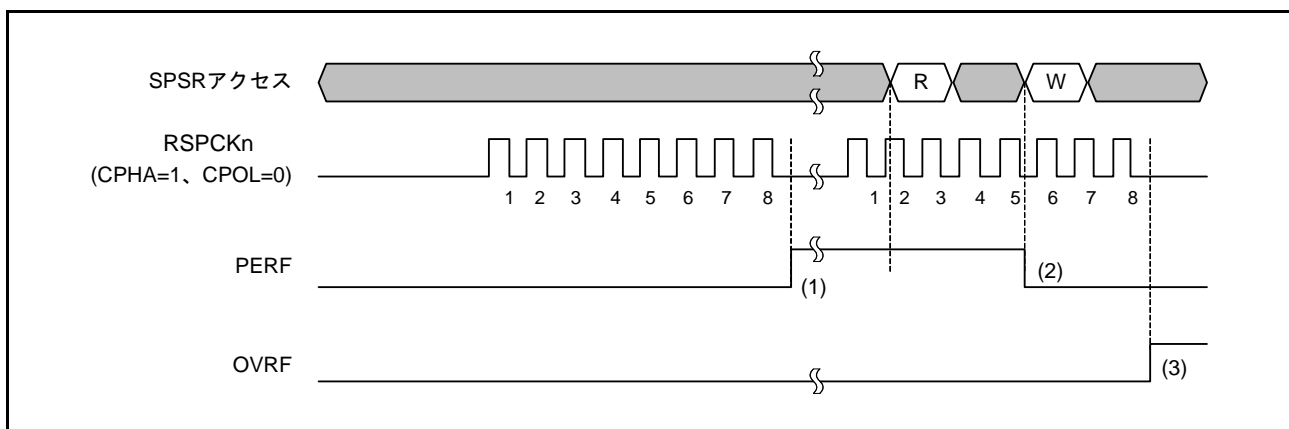 SPSRアクセス
R
W
RSPCKn
(CPHA=1、CPOL=0)
1 2 3 4 5 6 7 8 1 2 3 4 5 6 7 8
PERF
(1)
(2)
OVRF
(3)